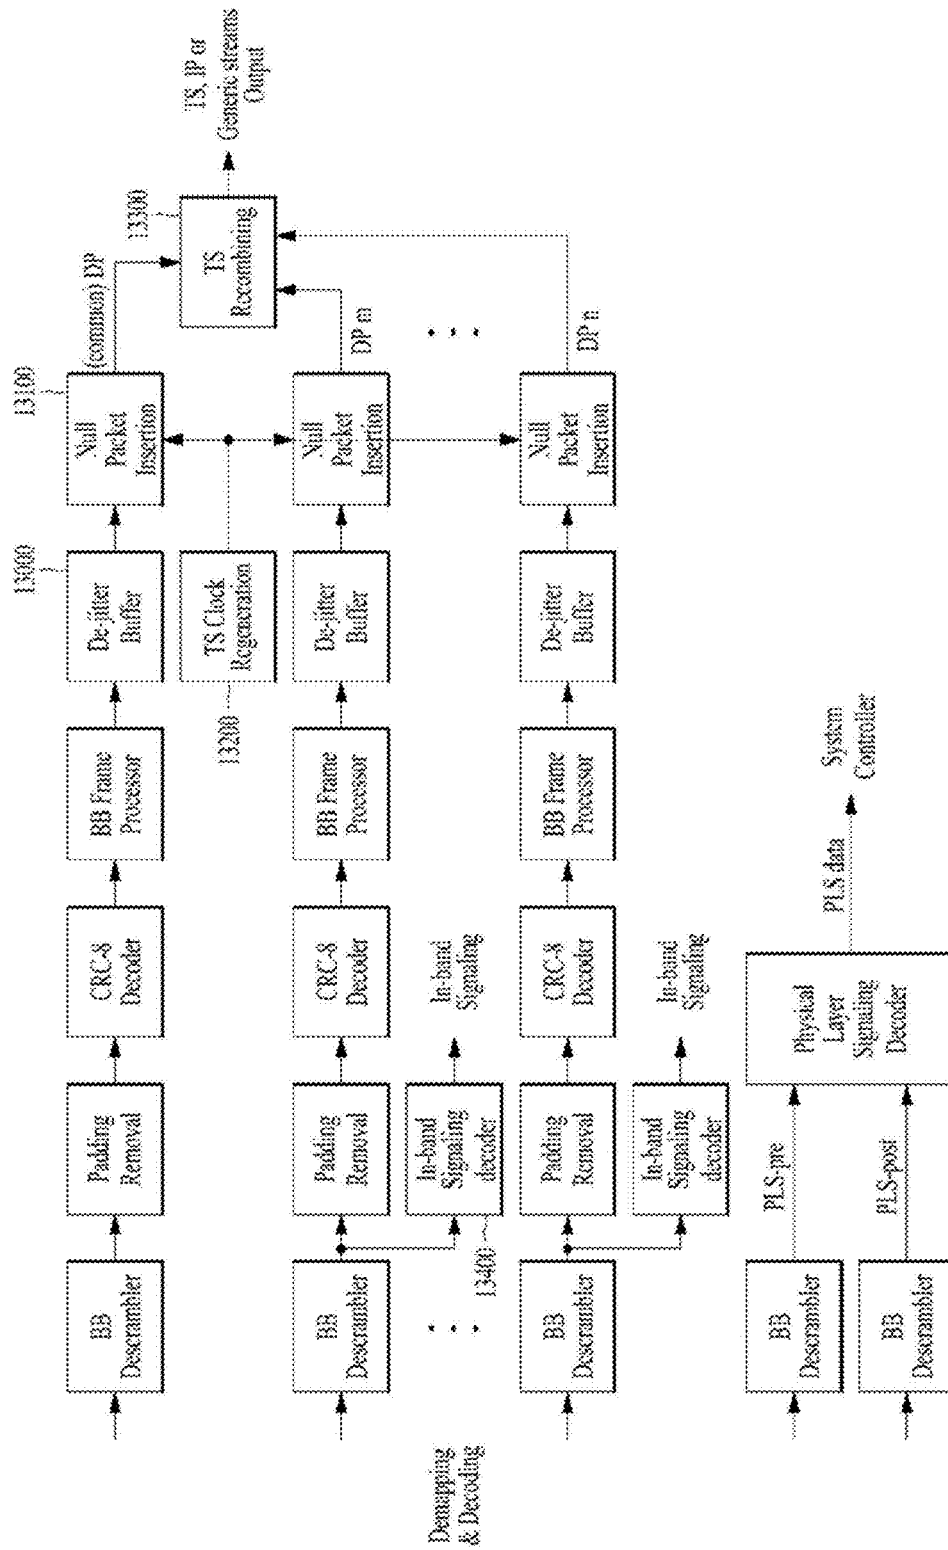 Demapping
& Decoding
BB
Descrambler
Padding
Removal
CRC-8
Decoder
BB Frame
Processor
De-jitter
Buffer
13000
Null
Packet
Insertion
13100
(common) DP
TS Clock
Regeneration
13200
TS
Recombining
13300
TS, IP or
Generic streams
Output
BB
Descrambler
Padding
Removal
CRC-8
Decoder
BB Frame
Processor
De-jitter
Buffer
Null
Packet
Insertion
DP m
In-band
Signaling
decoder
13400
In-band
Signaling
BB
Descrambler
Padding
Removal
CRC-8
Decoder
BB Frame
Processor
De-jitter
Buffer
Null
Packet
Insertion
DP n
In-band
Signaling
decoder
In-band
Signaling
BB
Descrambler
PLS-pre
BB
Descrambler
PLS-post
Physical
Layer
Signaling
Decoder
PLS data
System
Controller